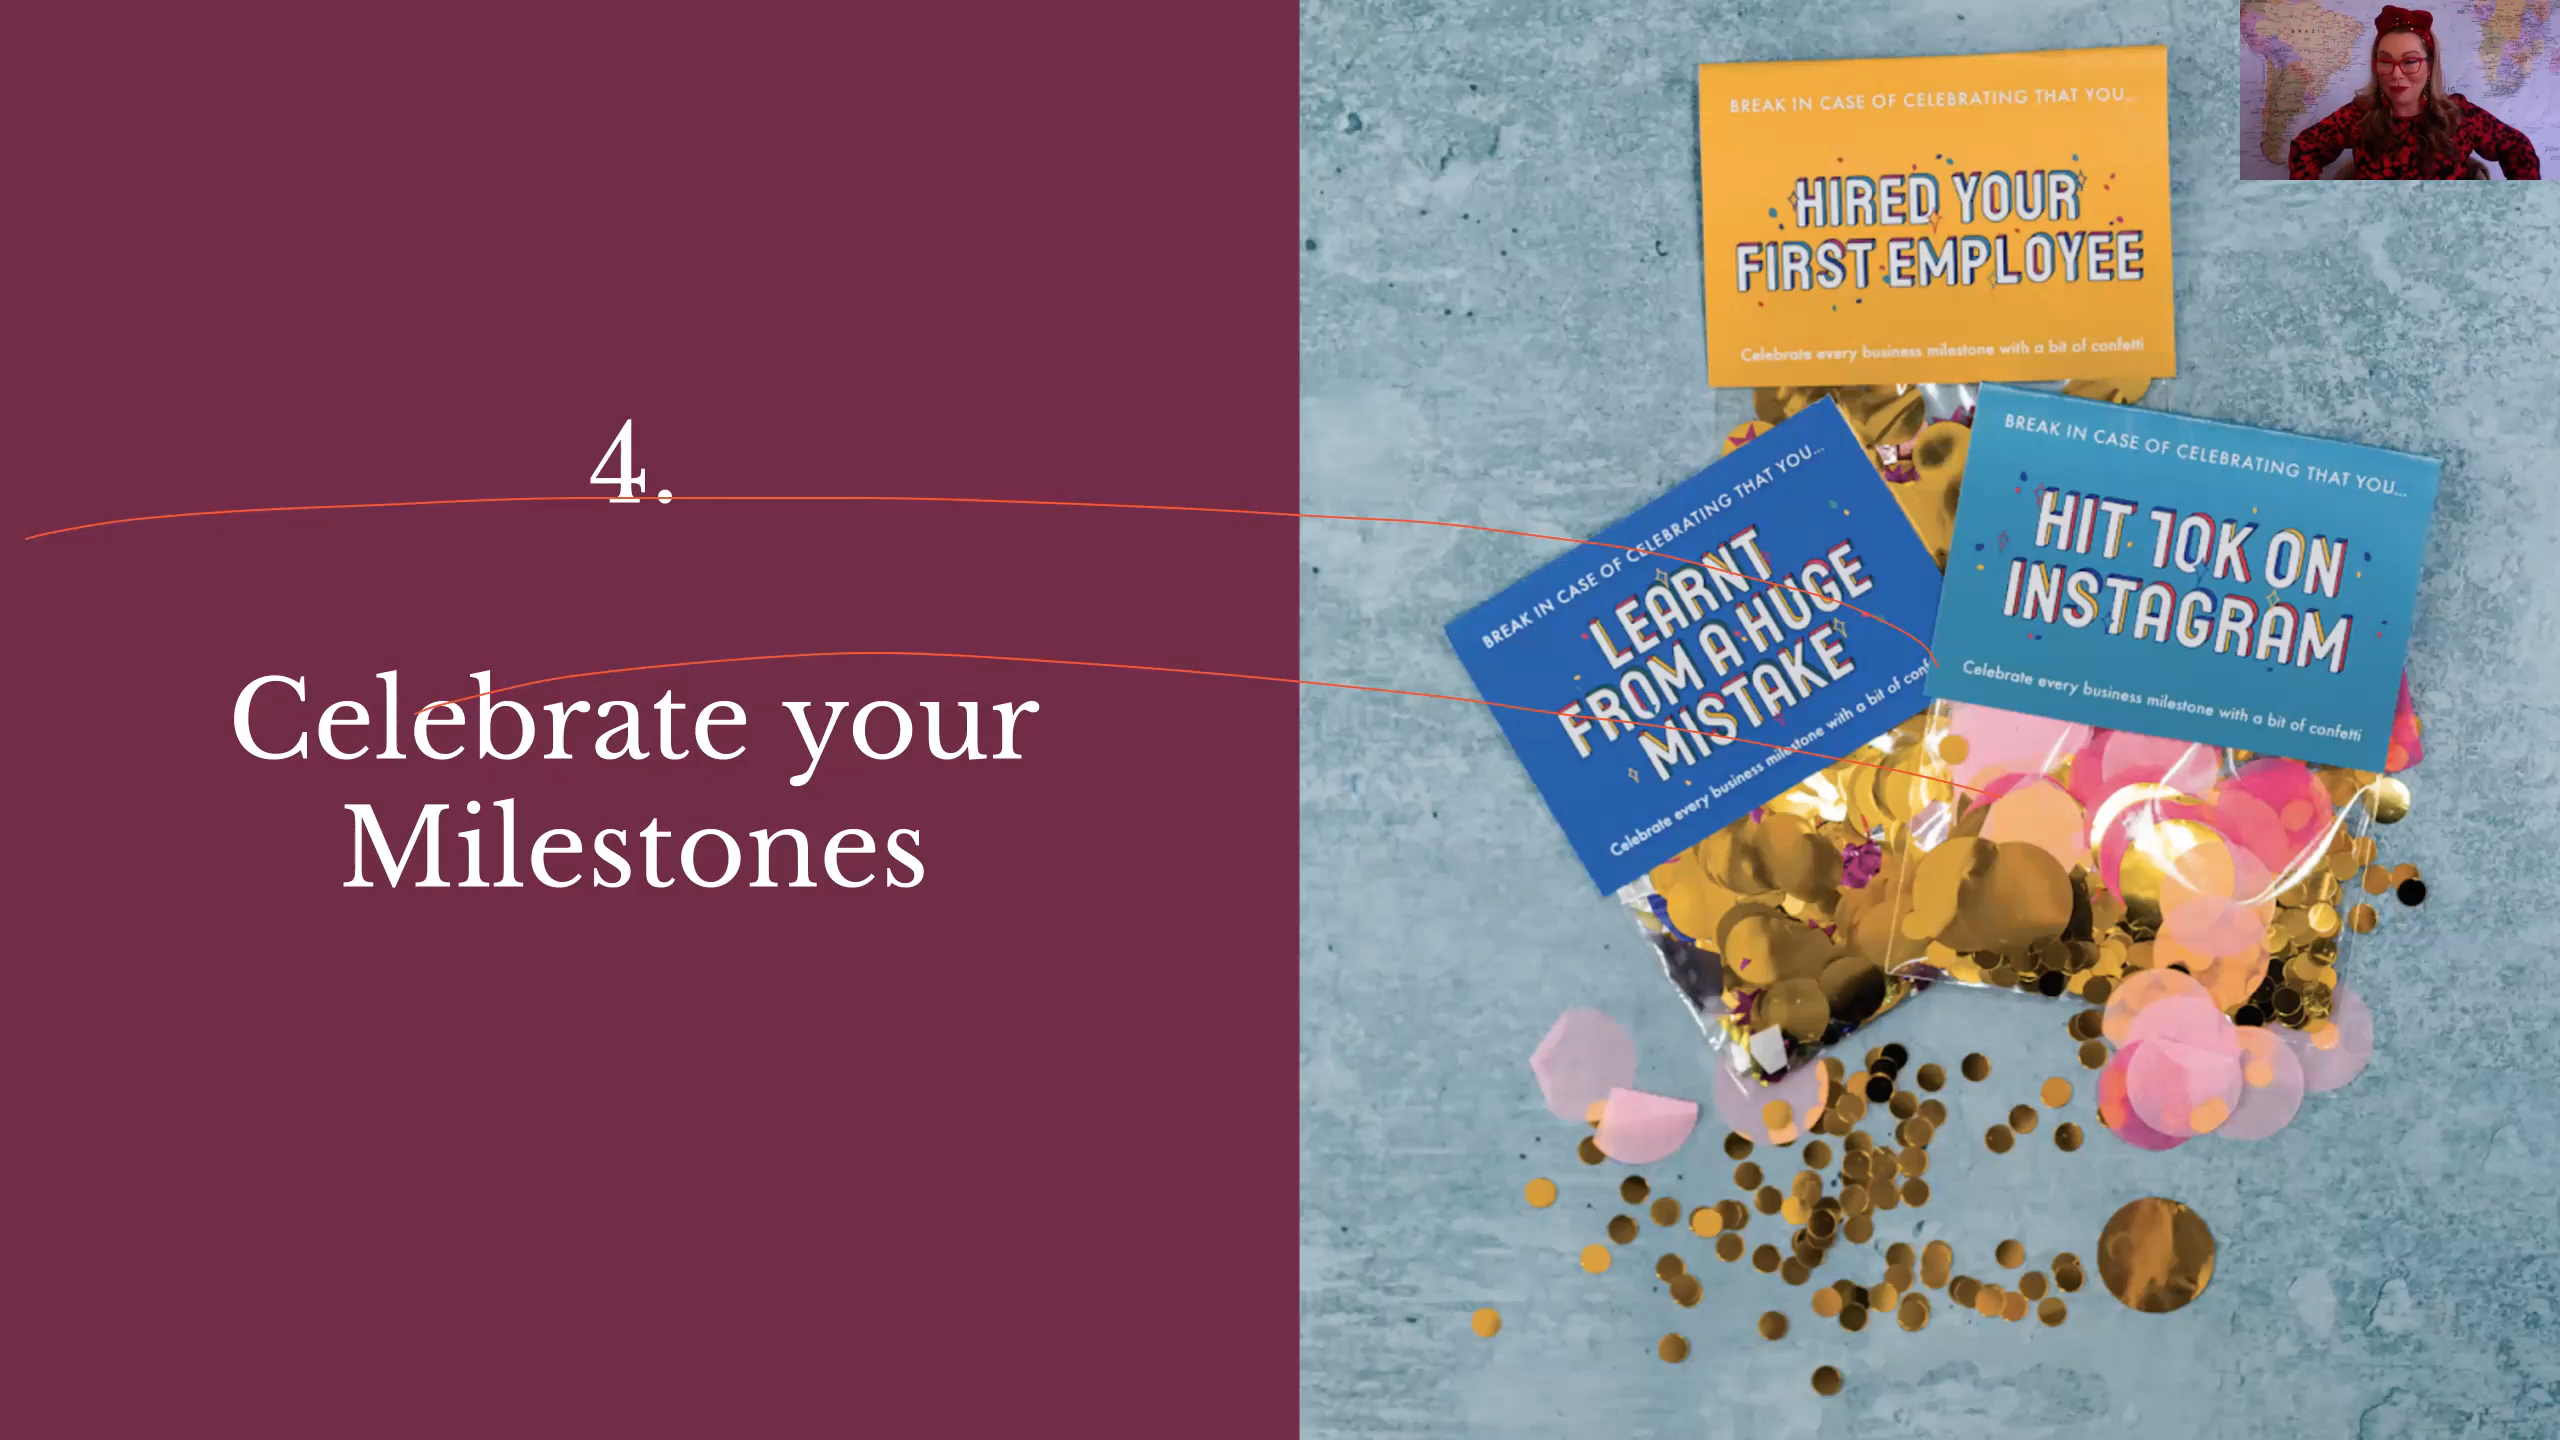 4.
Celebrate your
Milestones
BREAK IN CASE OF CELEBRATING THAT YOU...
HIRED YOUR
FIRST EMPLOYEE
Celebrate every business milestone with a bit of confetti
BREAK IN CASE OF CELEBRATING THAT YOU...
LEARNT
FROM A HUGE
MISTAKE
Celebrate every business milestone with a bit of conf
BREAK IN CASE OF CELEBRATING THAT YOU...
HIT 10K ON
INSTAGRAM
Celebrate every business milestone with a bit of confetti
BRAZIL